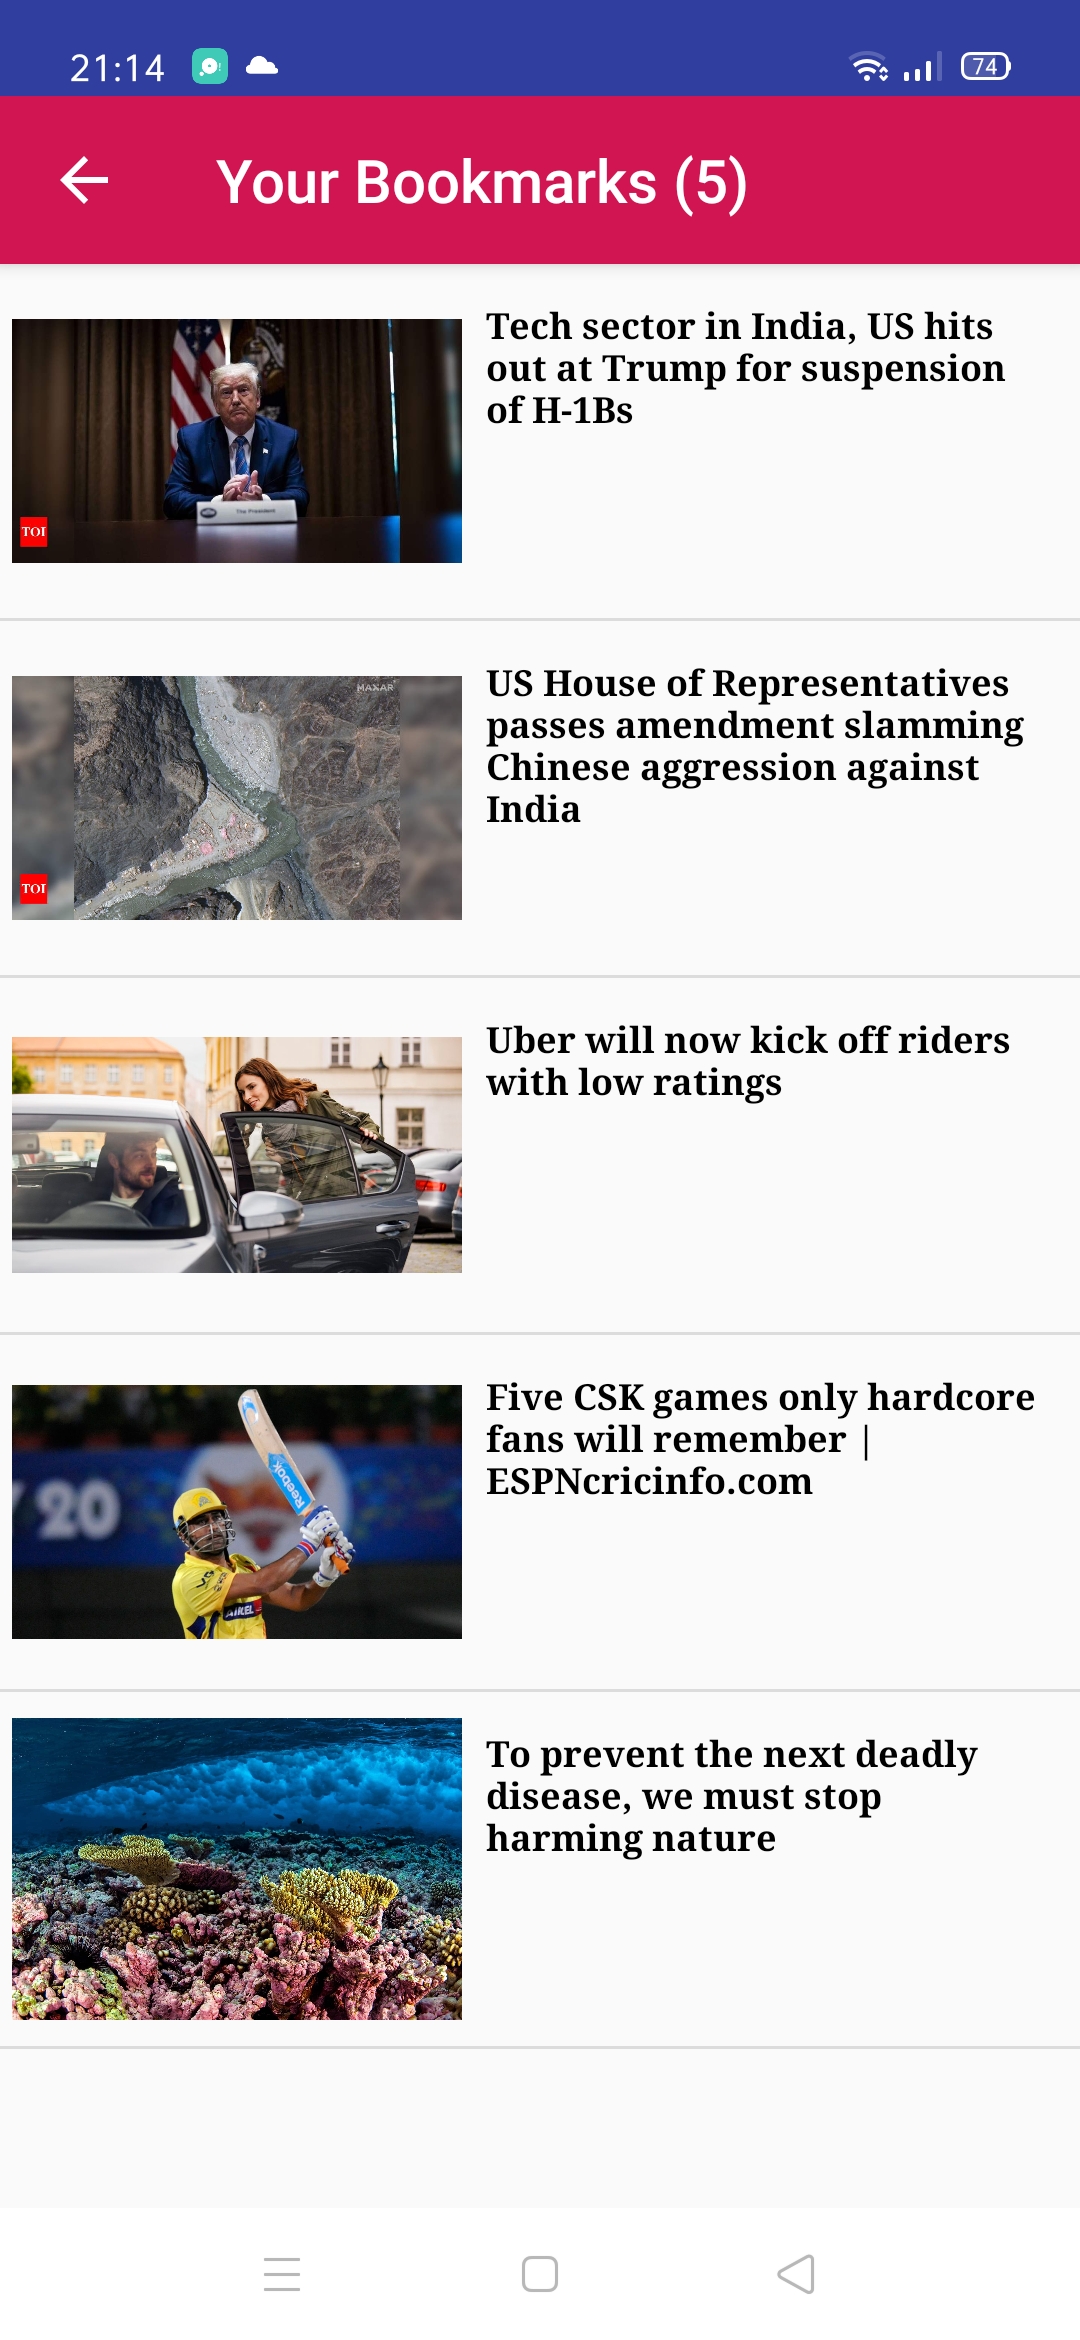 21:14
74
Your Bookmarks (5)
Tech sector in India, US hits
out at Trump for suspension
of H-1Bs
The President
TOI
US House of Representatives
passes amendment slamming
Chinese aggression against
India
MAXAR
TOI
Uber will now kick off riders
with low ratings
Five CSK games only hardcore
fans will remember |
ESPNcricinfo.com
20
Reebok
To prevent the next deadly
disease, we must stop
harming nature